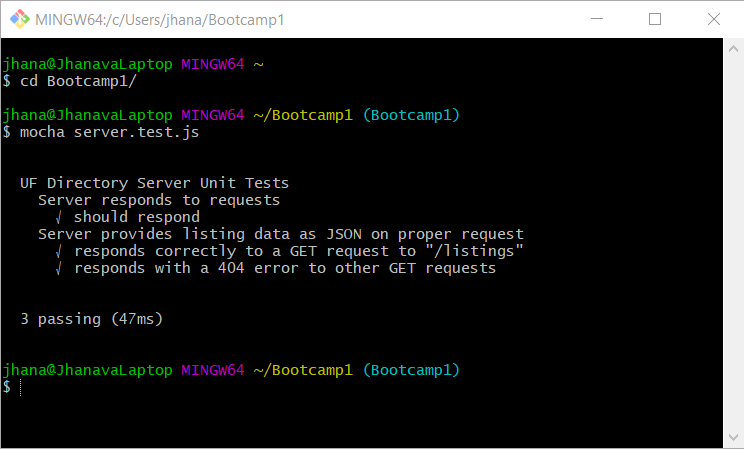 MINGW64:/c/Users/jhana/Bootcamp1
jhana@JhanavaLaptop MINGW64 ~
$ cd Bootcamp1/
jhana@JhanavaLaptop MINGW64 ~/Bootcamp1 (Bootcamp1)
$ mocha server.test.js
UF Directory Server Unit Tests
Server responds to requests
√ should respond
Server provides listing data as JSON on proper request
√ responds correctly to a GET request to "/listings"
√ responds with a 404 error to other GET requests
3 passing (47ms)
jhana@JhanavaLaptop MINGW64 ~/Bootcamp1 (Bootcamp1)
$